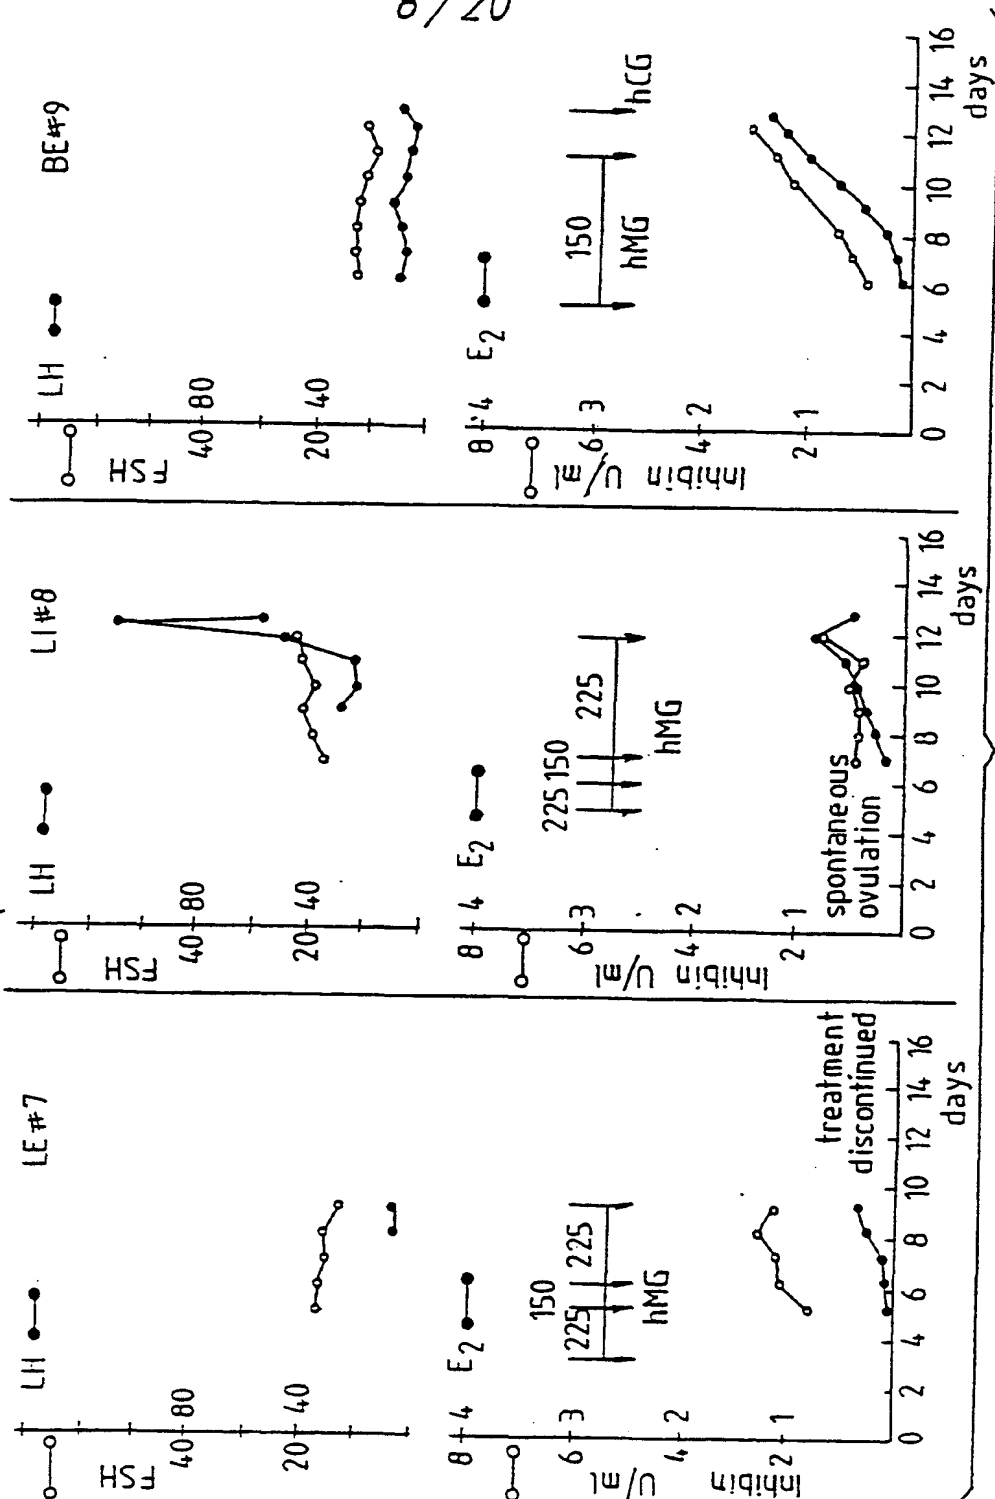 8/20
LE#7
LH
FSH
40 80
20 40
E2
8 4
6 3
4 2
2 1
Inhibin U/ml
225
150
225
hMG
treatment
discontinued
0 2 4 6 8 10 12 14 16
days
LI#8
LH
FSH
40 80
20 40
E2
8 4
6 3
4 2
2 1
Inhibin U/ml
225 150
225
hMG
spontaneous
ovulation
0 2 4 6 8 10 12 14 16
days
BE#9
LH
FSH
40 80
20 40
E2
8 4
6 3
4 2
2 1
Inhibin U/ml
150
hMG
hCG
0 2 4 6 8 10 12 14 16
days